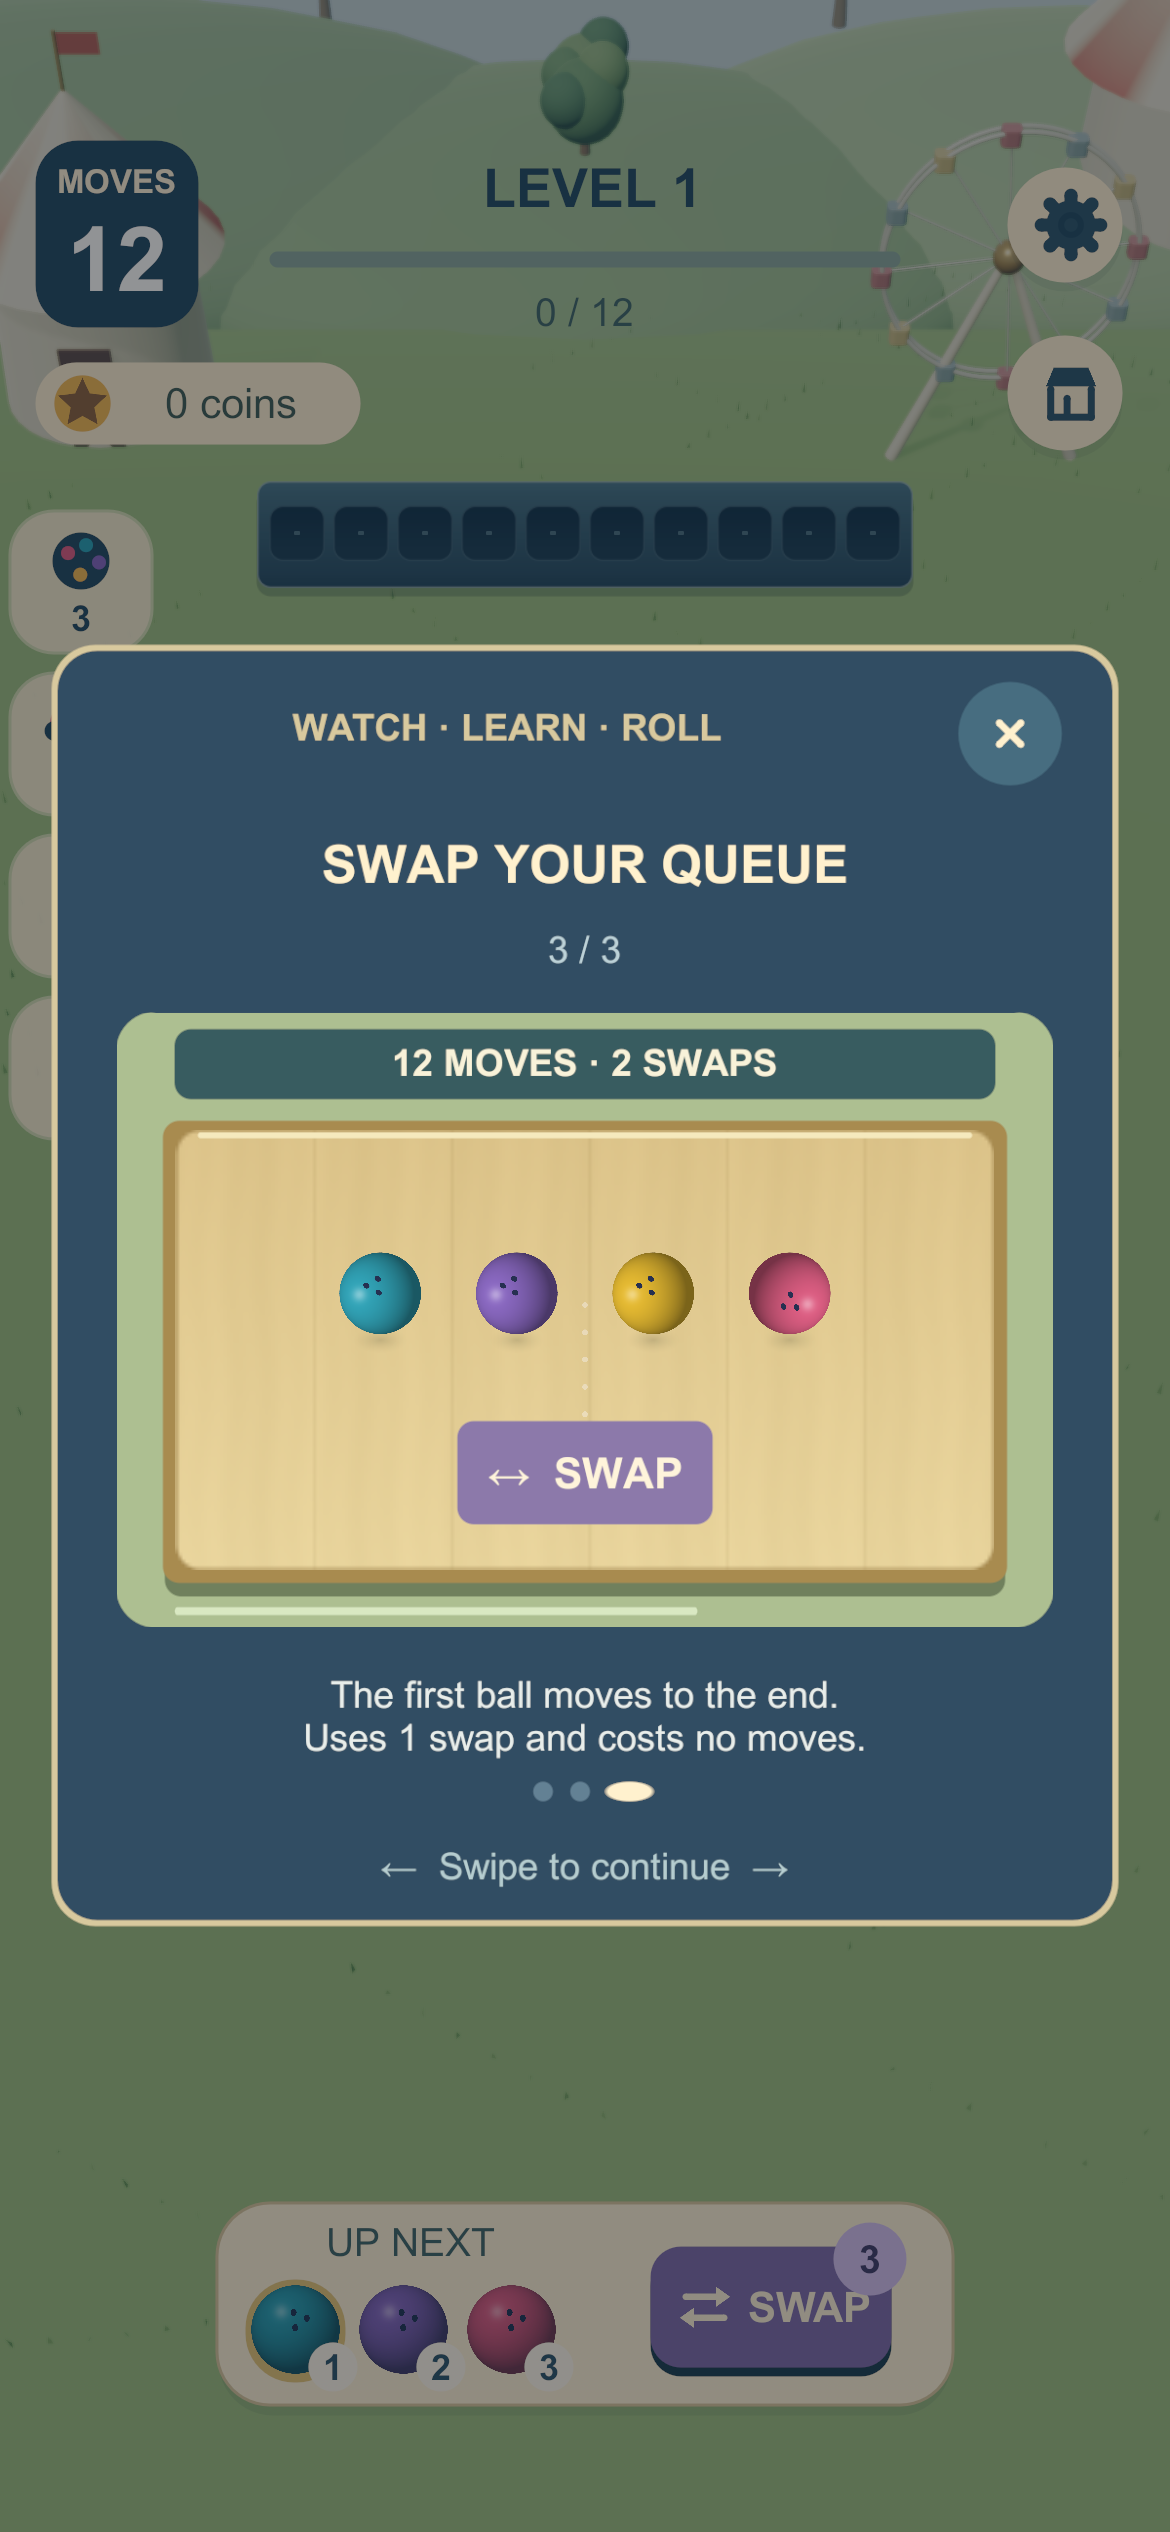 MOVES
12
LEVEL 1
0 / 12
0 coins
3
WATCH · LEARN · ROLL
SWAP YOUR QUEUE
3 / 3
12 MOVES · 2 SWAPS
↔ SWAP
The first ball moves to the end.
Uses 1 swap and costs no moves.
← Swipe to continue →
UP NEXT
1
2
3
3
SWAP